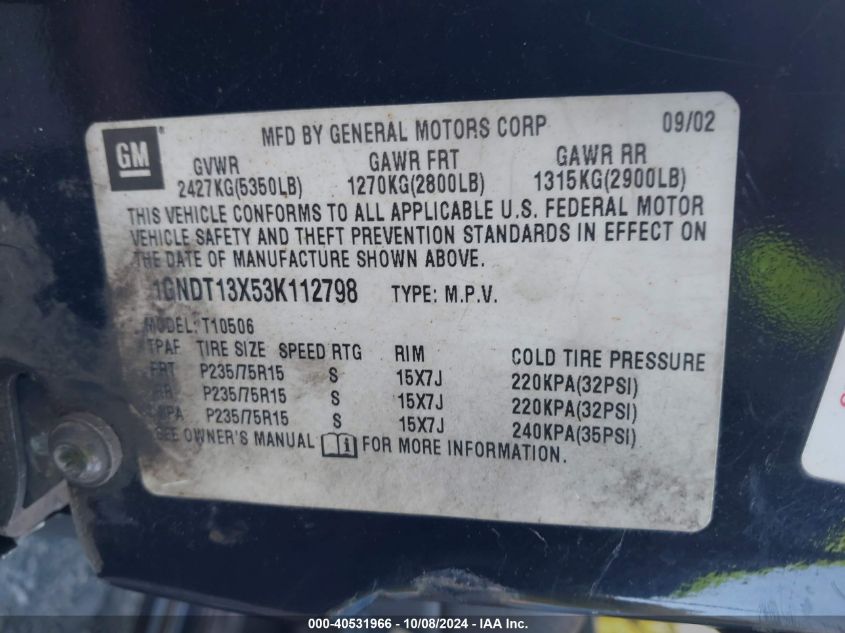 GM
MFD BY GENERAL MOTORS CORP 09/02
GVWR GAWR FRT GAWR RR
2427KG(5350LB) 1270KG(2800LB) 1315KG(2900LB)
THIS VEHICLE CONFORMS TO ALL APPLICABLE U.S. FEDERAL MOTOR
VEHICLE SAFETY AND THEFT PREVENTION STANDARDS IN EFFECT ON
THE DATE OF MANUFACTURE SHOWN ABOVE.
1GNDT13X53K112798 TYPE: M.P.V.
MODEL: T10506
TPAF TIRE SIZE SPEED RTG RIM COLD TIRE PRESSURE
FRT P235/75R15 S 15X7J 220KPA(32PSI)
RR P235/75R15 S 15X7J 220KPA(32PSI)
P235/75R15 S 15X7J 240KPA(35PSI)
SEE OWNER'S MANUAL FOR MORE INFORMATION.
000-40531966 - 10/08/2024 - IAA Inc.